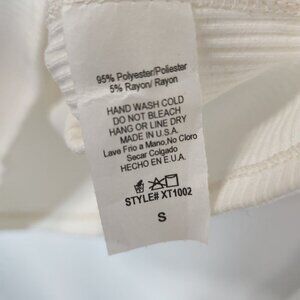 95% Polyester/Poliester
5% Rayon/ Rayon
HAND WASH COLD
DO NOT BLEACH
HANG OR LINE DRY
MADE IN U.S.A.
Lave Frio a Mano,No Cloro
Secar Colgado
HECHO EN E.U.A.
STYLE# XT1002
S